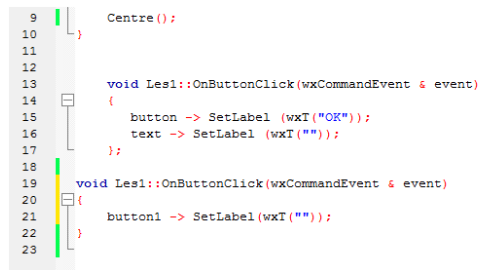 9 Centre();
10 }
11
12
13 void Les1::OnButtonClick(wxCommandEvent & event)
14 {
15 button -> SetLabel (wxT("OK"));
16 text -> SetLabel (wxT(""));
17 };
18
19 void Les1::OnButtonClick(wxCommandEvent & event)
20 {
21 button1 -> SetLabel(wxT(""));
22 }
23